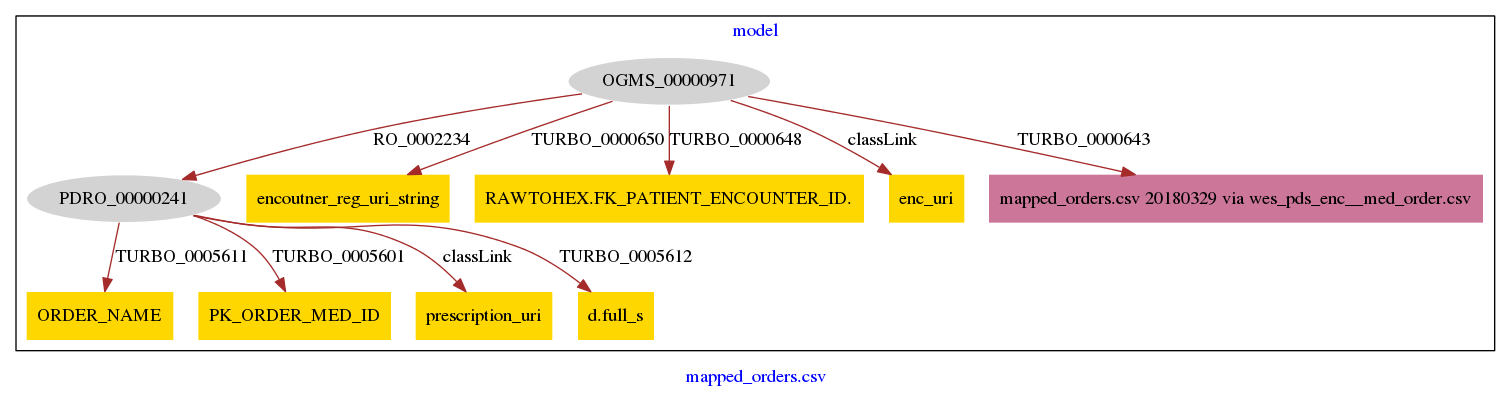 model
OGMS_00000971
RO_0002234
TURBO_0000650
TURBO_0000648
classLink
TURBO_0000643
PDRO_00000241
encoutner_reg_uri_string
RAWTOHEX.FK_PATIENT_ENCOUNTER_ID.
enc_uri
mapped_orders.csv 20180329 via wes_pds_enc__med_order.csv
TURBO_0005611
TURBO_0005601
classLink
TURBO_0005612
ORDER_NAME
PK_ORDER_MED_ID
prescription_uri
d.full_s
mapped_orders.csv